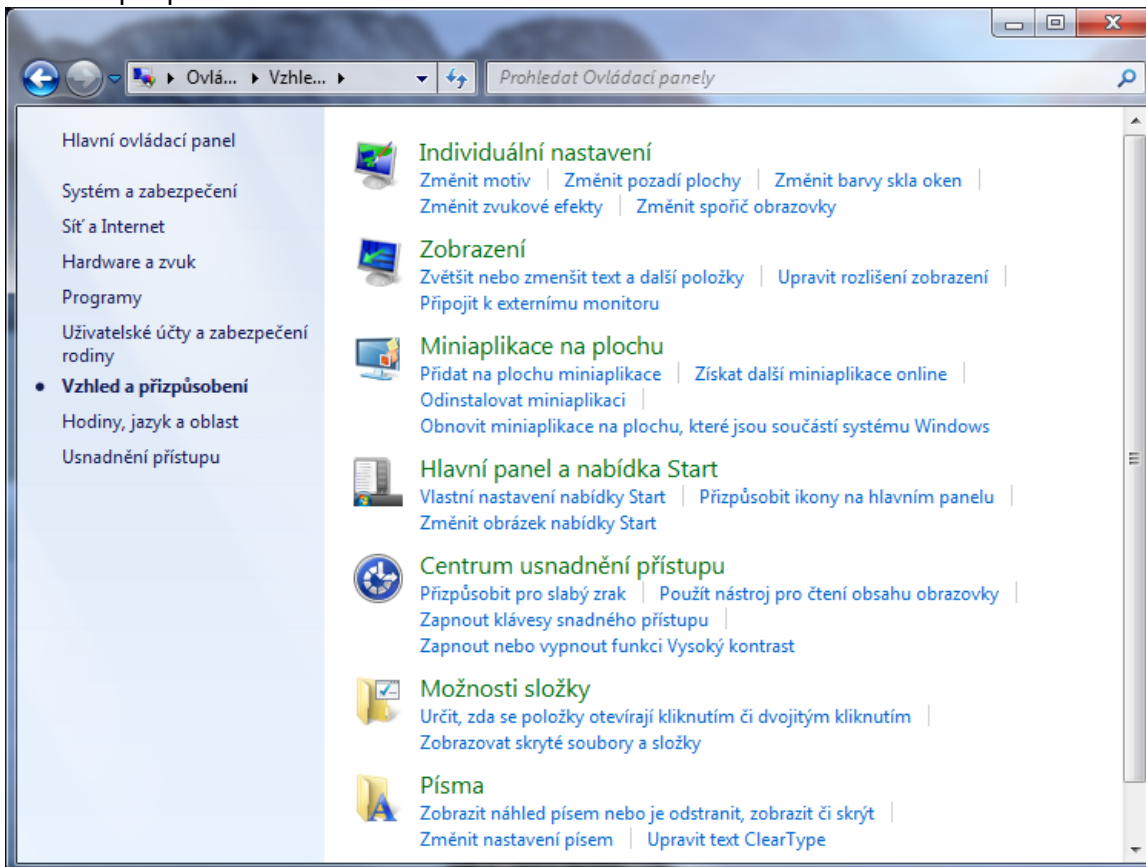 Ovlá... Vzhle... Prohledat Ovládací panely
Hlavní ovládací panel
Systém a zabezpečení
Síť a Internet
Hardware a zvuk
Programy
Uživatelské účty a zabezpečení
rodiny
Vzhled a přizpůsobení
Hodiny, jazyk a oblast
Usnadnění přístupu
Individuální nastavení
Změnit motiv Změnit pozadí plochy Změnit barvy skla oken
Změnit zvukové efekty Změnit spořič obrazovky
Zobrazení
Zvětšit nebo zmenšit text a další položky Upravit rozlišení zobrazení
Připojit k externímu monitoru
Miniaplikace na plochu
Přidat na plochu miniaplikace Získat další miniaplikace online
Odinstalovat miniaplikaci
Obnovit miniaplikace na plochu, které jsou součástí systému Windows
Hlavní panel a nabídka Start
Vlastní nastavení nabídky Start Přizpůsobit ikony na hlavním panelu
Změnit obrázek nabídky Start
Centrum usnadnění přístupu
Přizpůsobit pro slabý zrak Použít nástroj pro čtení obsahu obrazovky
Zapnout klávesy snadného přístupu
Zapnout nebo vypnout funkci Vysoký kontrast
Možnosti složky
Určit, zda se položky otevírají kliknutím či dvojitým kliknutím
Zobrazovat skryté soubory a složky
Písma
Zobrazit náhled písem nebo je odstranit, zobrazit či skrýt
Změnit nastavení písem Upravit text ClearType